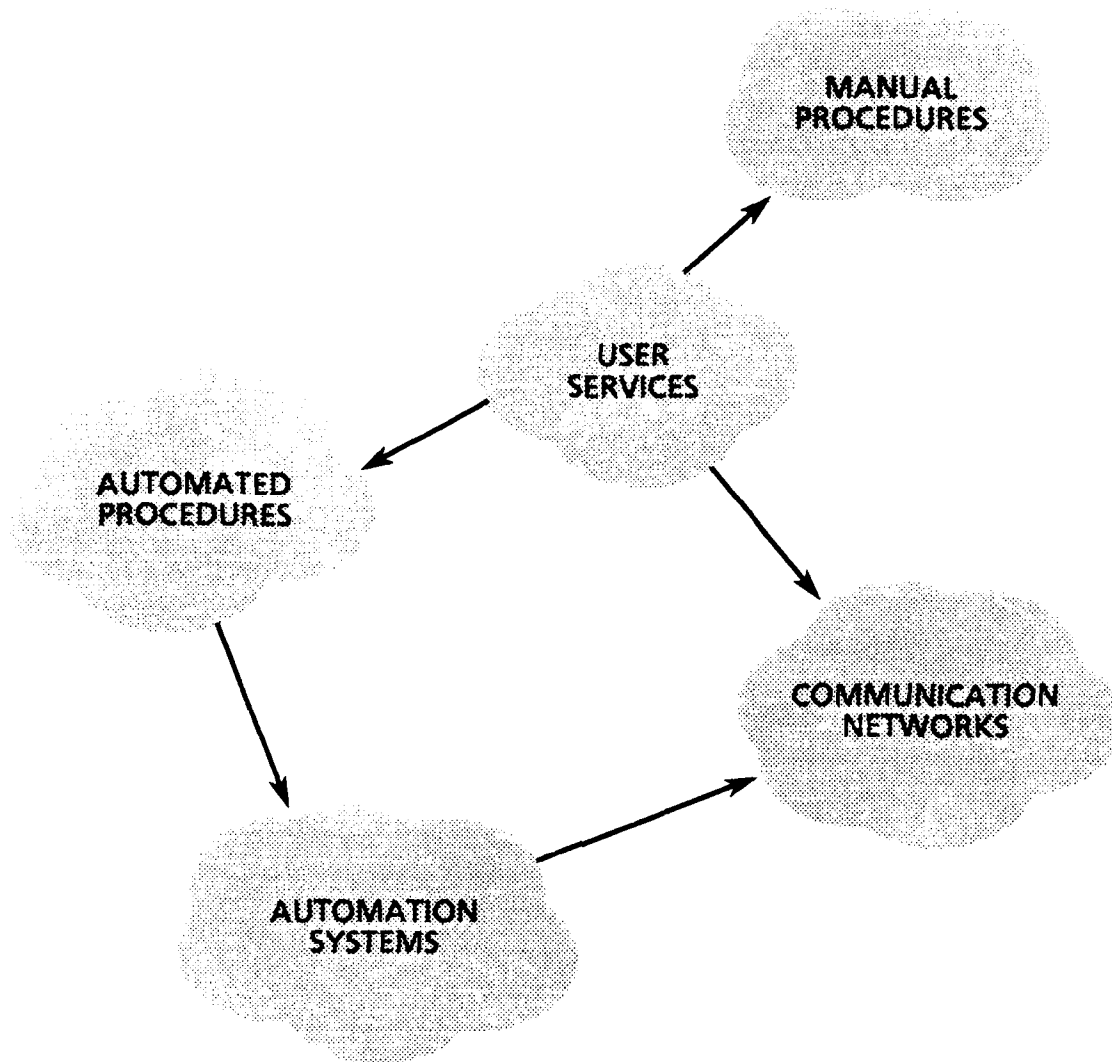 MANUAL
PROCEDURES
USER
SERVICES
AUTOMATED
PROCEDURES
COMMUNICATION
NETWORKS
AUTOMATION
SYSTEMS